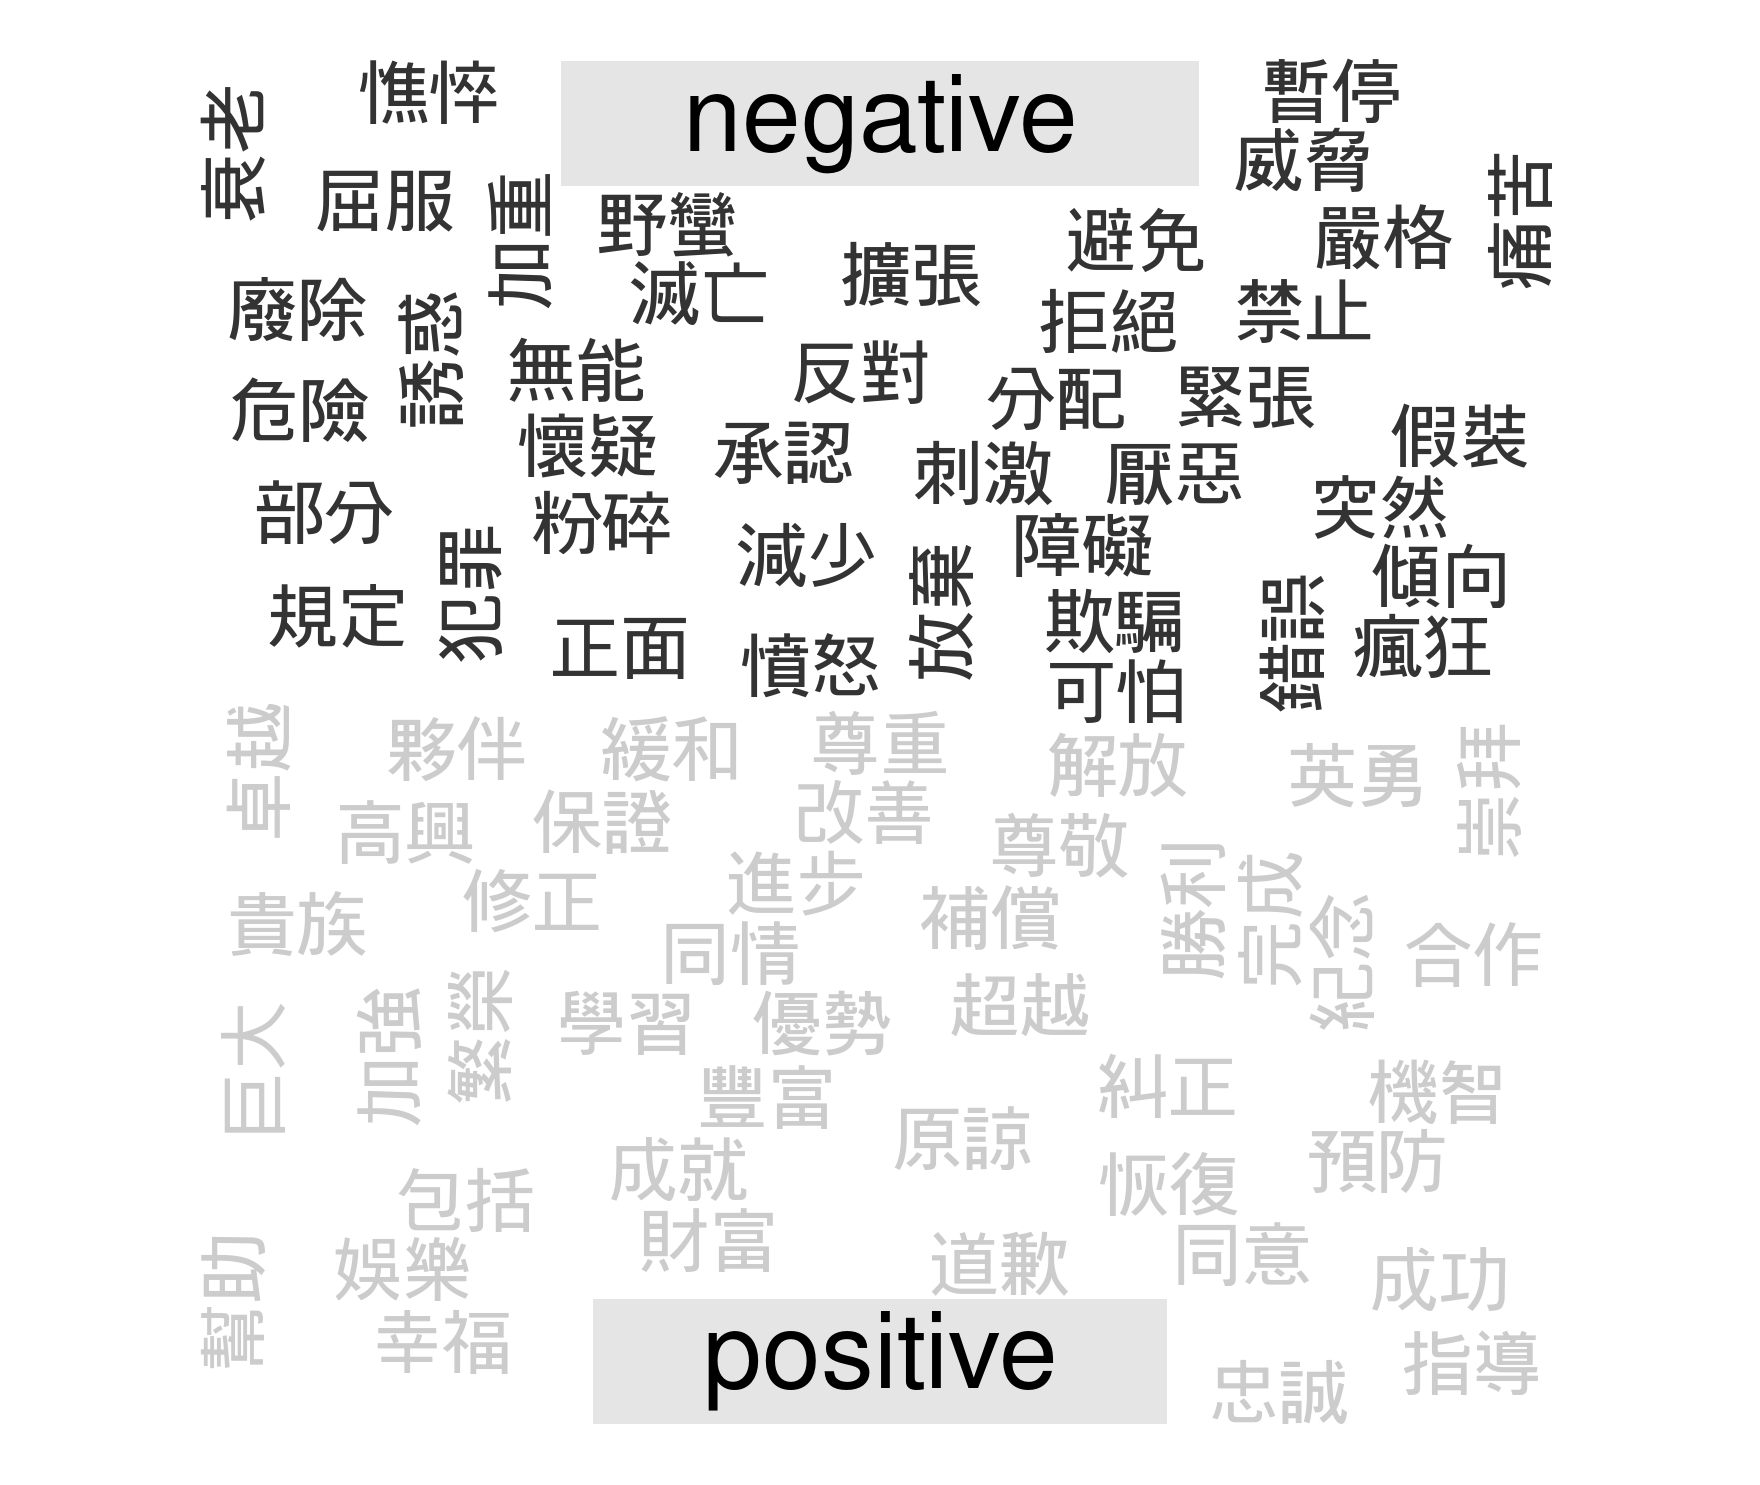 negative
憔悴
暫停
衰老
威脅
屈服
加重
野蠻
避免
嚴格
痛苦
滅亡
擴張
廢除
誘惑
拒絕
禁止
無能
反對
分配
緊張
危險
懷疑
承認
刺激
厭惡
假裝
部分
粉碎
突然
犯罪
減少
放棄
障礙
傾向
規定
正面
憤怒
欺騙
錯誤
瘋狂
可怕
卓越
夥伴
緩和
尊重
解放
英勇
崇拜
高興
保證
改善
尊敬
貴族
修正
進步
補償
勝利
完成
紀念
合作
同情
巨大
加強
繁榮
學習
優勢
超越
豐富
糾正
機智
原諒
包括
成就
恢復
預防
財富
幫助
娛樂
道歉
同意
成功
幸福
positive
忠誠
指導